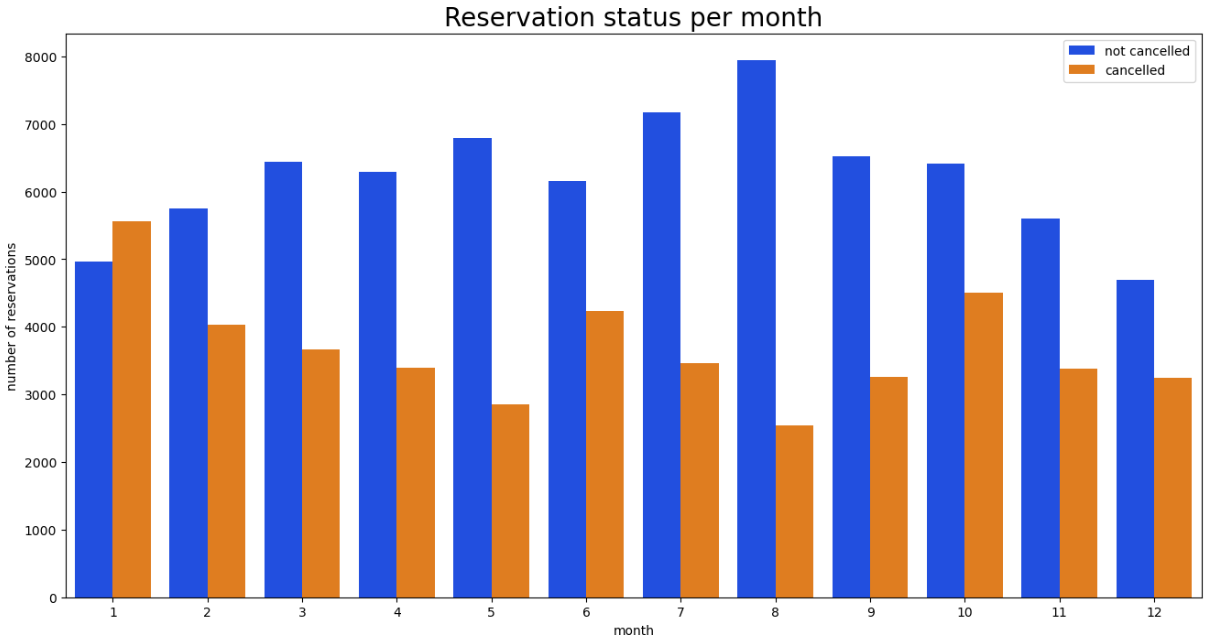 Reservation status per month
not cancelled
cancelled
number of reservations
8000
7000
6000
5000
4000
3000
2000
1000
0
1 2 3 4 5 6 7 8 9 10 11 12
month